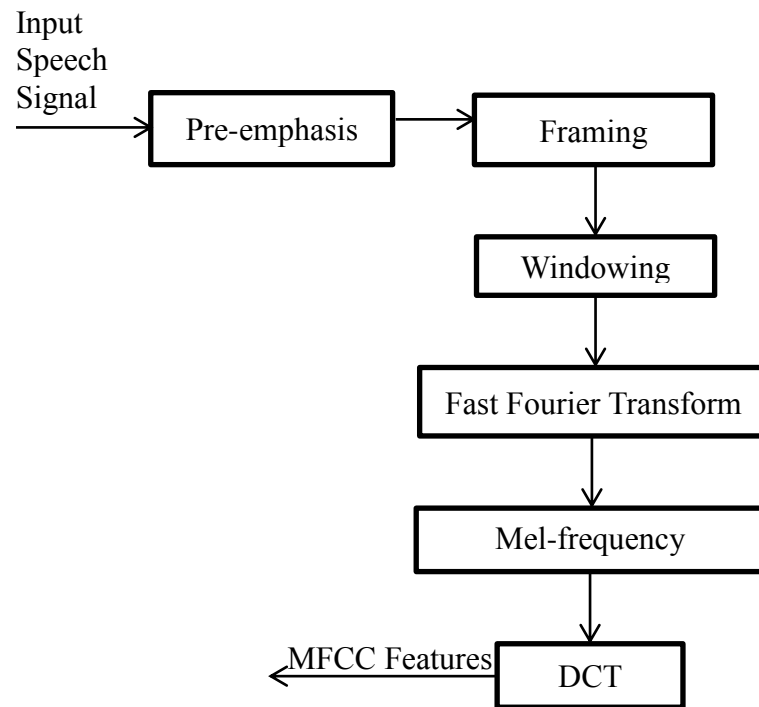 Input
Speech
Signal
Pre-emphasis
Framing
Windowing
Fast Fourier Transform
Mel-frequency
MFCC Features
DCT